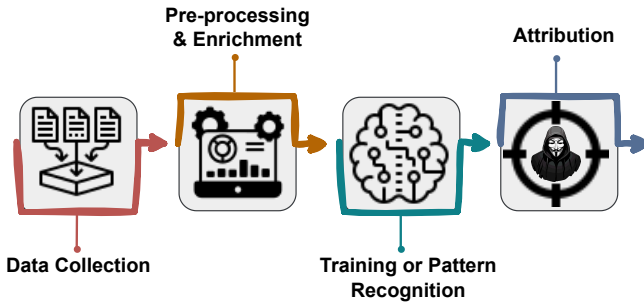 Pre-processing
& Enrichment
Attribution
Data Collection
Training or Pattern
Recognition